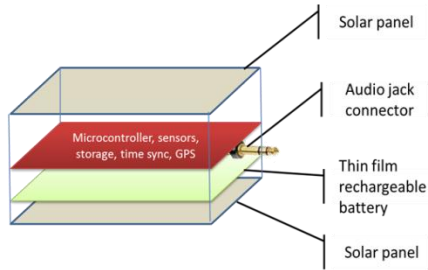 Solar panel
Audio jack
connector
Microcontroller, sensors,
storage, time sync, GPS
Thin film
rechargeable
battery
Solar panel